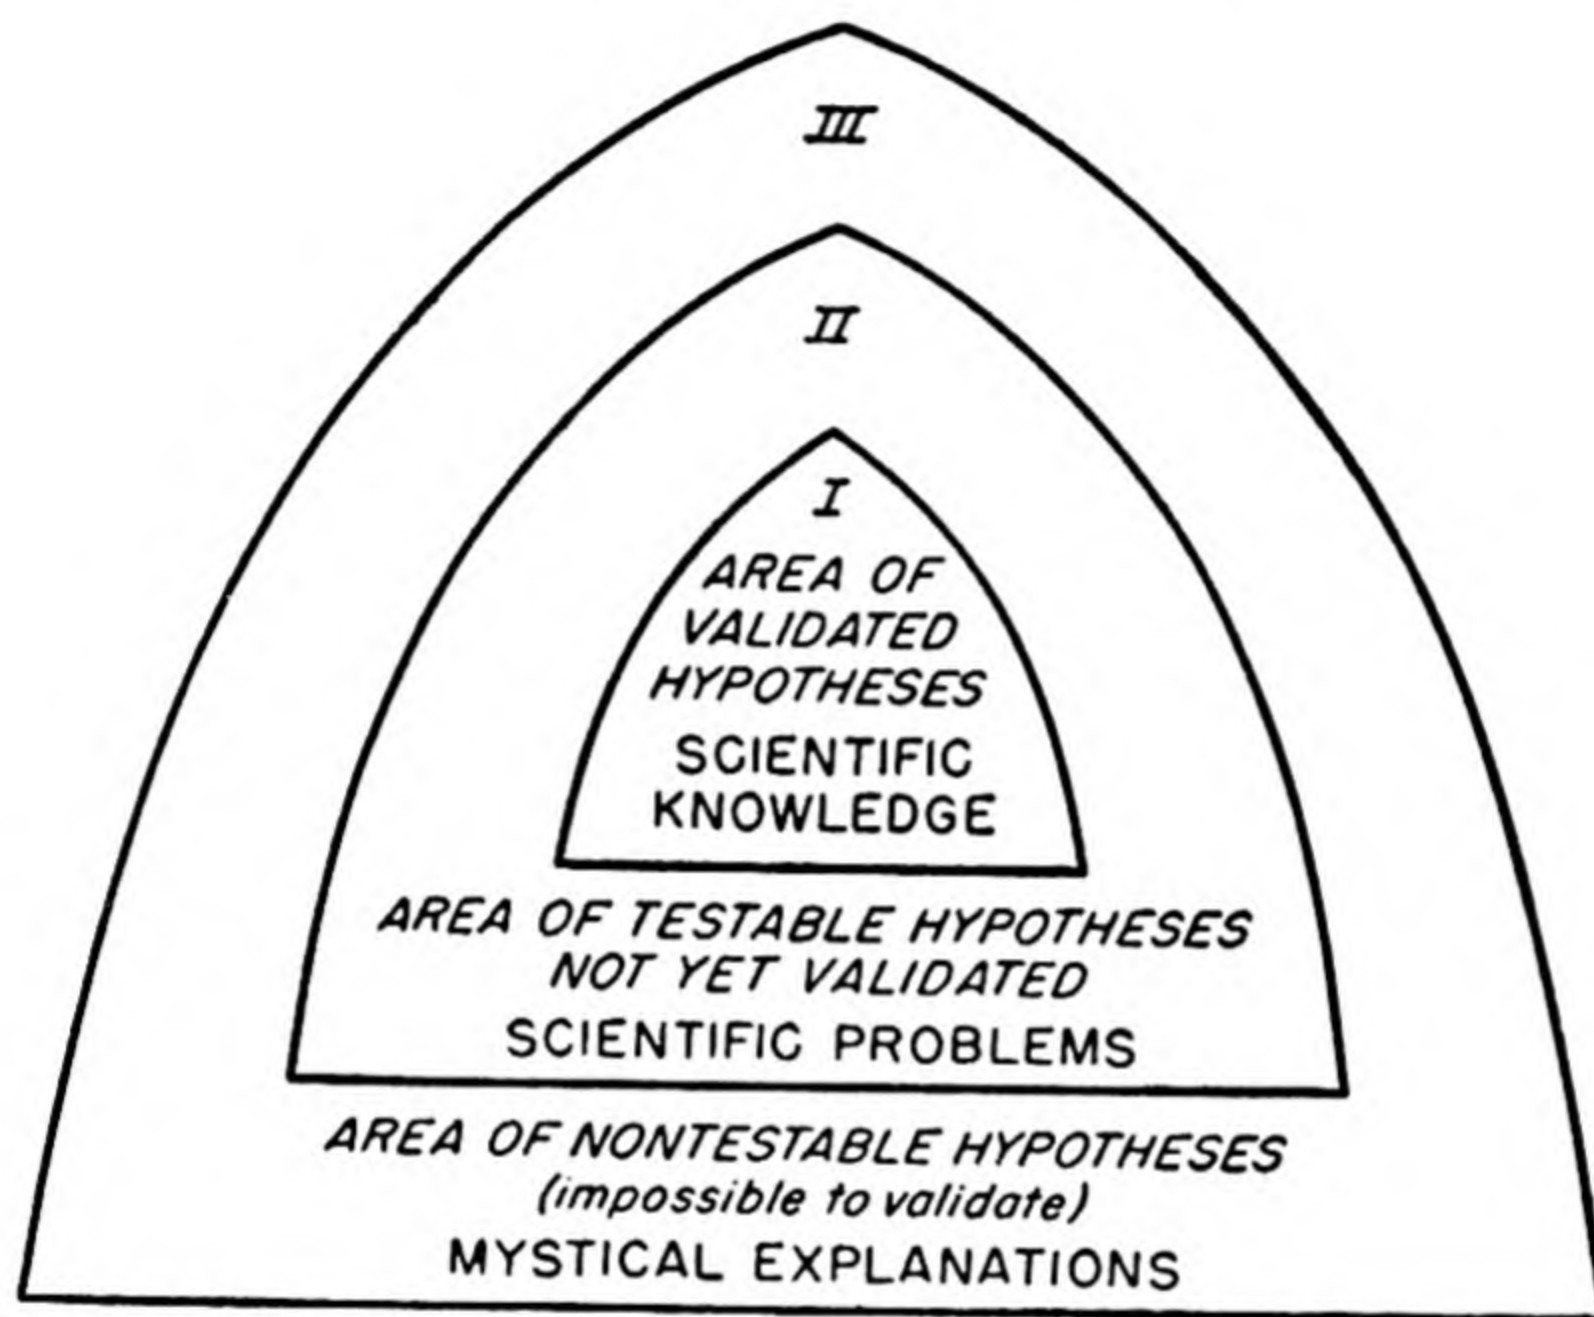 III
II
I
AREA OF
VALIDATED
HYPOTHESES
SCIENTIFIC
KNOWLEDGE
AREA OF TESTABLE HYPOTHESES
NOT YET VALIDATED
SCIENTIFIC PROBLEMS
AREA OF NONTESTABLE HYPOTHESES
(impossible to validate)
MYSTICAL EXPLANATIONS